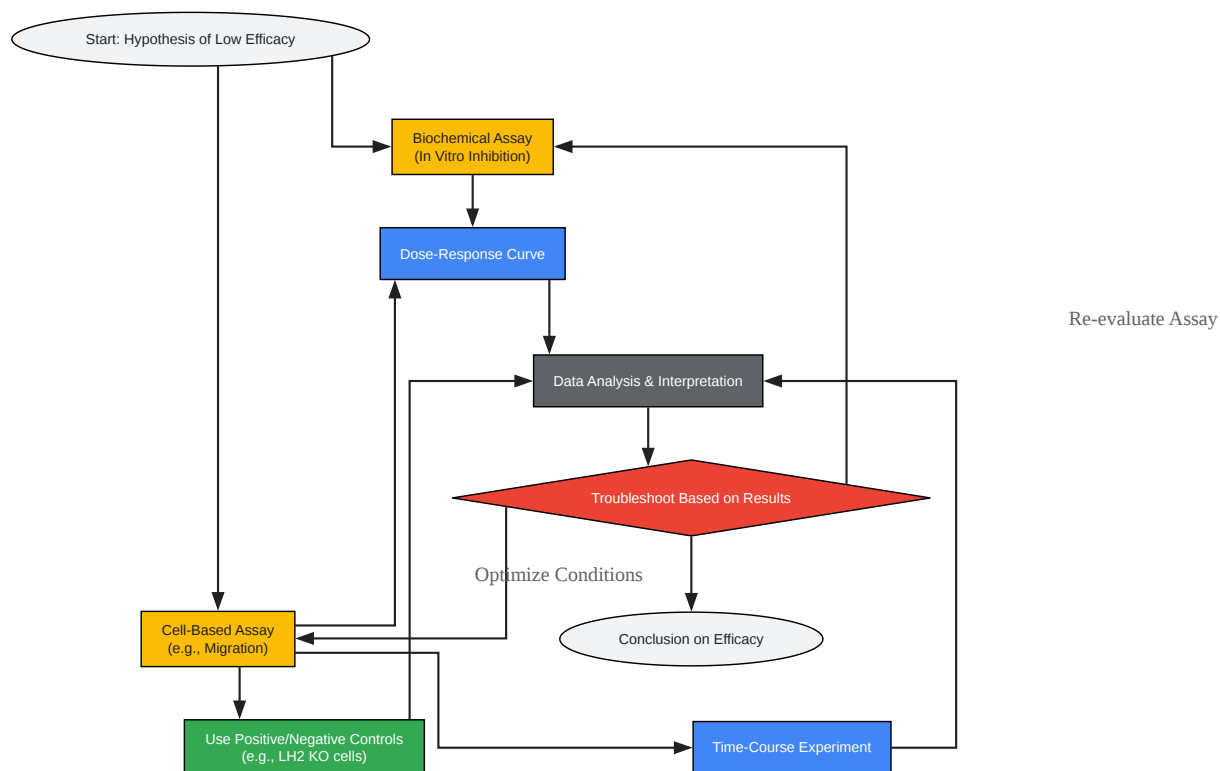 Start: Hypothesis of Low Efficacy
Biochemical Assay
(In Vitro Inhibition)
Dose-Response Curve
Re-evaluate Assay
Data Analysis & Interpretation
Troubleshoot Based on Results
Optimize Conditions
Cell-Based Assay
(e.g., Migration)
Conclusion on Efficacy
Use Positive/Negative Controls
(e.g., LH2 KO cells)
Time-Course Experiment